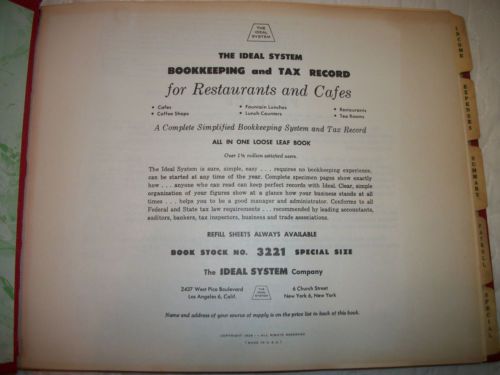 THE
IDEAL
SYSTEM
THE IDEAL SYSTEM
BOOKKEEPING and TAX RECORD
for Restaurants and Cafes
• Cafes • Fountain Lunches • Restaurants
• Coffee Shops • Lunch Counters • Tea Rooms
A Complete Simplified Bookkeeping System and Tax Record
ALL IN ONE LOOSE LEAF BOOK
Over 1¾ million satisfied users.
The Ideal System is sure, simple, easy . . . requires no bookkeeping experience,
can be started at any time of the year. Complete specimen pages show exactly
how . . . anyone who can read can keep perfect records with Ideal. Clear, simple
organization of your figures show at a glance how your business stands at all
times . . . helps you to be a good manager and administrator. Conforms to all
Federal and State tax law requirements . . . recommended by leading accountants,
auditors, bankers, tax inspectors, business and trade associations.
REFILL SHEETS ALWAYS AVAILABLE
BOOK STOCK NO. 3221 SPECIAL SIZE
The IDEAL SYSTEM Company
2437 West Pico Boulevard
Los Angeles 6, Calif.
THE
IDEAL
SYSTEM
6 Church Street
New York 6, New York
Name and address of your source of supply is on the price list in back of this book.
COPYRIGHT ALL RIGHTS RESERVED
MADE IN U.S.A.
INCOME
EXPENSES
SUMMARY
PAYROLL
SPECIAL